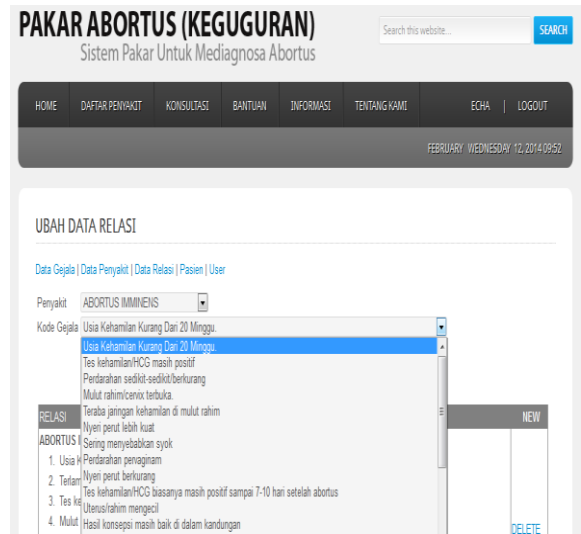 PAKAR ABORTUS (KEGUGURAN)
Sistem Pakar Untuk Mediagnosa Abortus
Search this website...
SEARCH
HOME DAFTAR PENYAKIT KONSULTASI BANTUAN INFORMASI TENTANG KAMI ECHA | LOGOUT
FEBRUARY WEDNESDAY 12, 2014 09:52
UBAH DATA RELASI
Data Gejala | Data Penyakit | Data Relasi | Pasien | User
Penyakit ABORTUS IMMINENS
Kode Gejala Usia Kehamilan Kurang Dari 20 Minggu.
Usia Kehamilan Kurang Dari 20 Minggu.
Tes kehamilan/HCG masih positif
Perdarahan sedikit-sedikit/berkurang
Mulut rahim/cervix terbuka.
Teraba jaringan kehamilan di mulut rahim
Nyeri perut lebih kuat
Sering menyebabkan syok
Perdarahan pervaginam
Nyeri perut berkurang
Tes kehamilan/HCG biasanya masih positif sampai 7-10 hari setelah abortus
Uterus/rahim mengecil
Hasil konsepsi masih baik di dalam kandungan
RELASI NEW
ABORTUS
1. Usia
2.
3. Tes
4. Mulut
DELETE